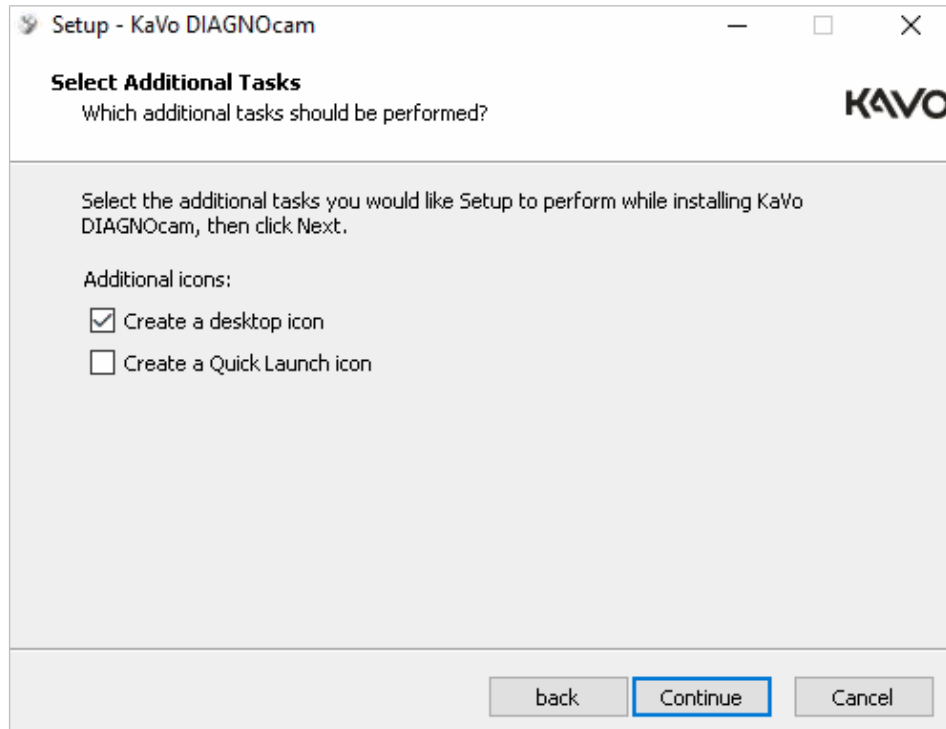 Setup - KaVo DIAGNOcam
Select Additional Tasks
Which additional tasks should be performed?
KAVO
Select the additional tasks you would like Setup to perform while installing KaVo
DIAGNOcam, then click Next.
Additional icons:
Create a desktop icon
Create a Quick Launch icon
back Continue Cancel